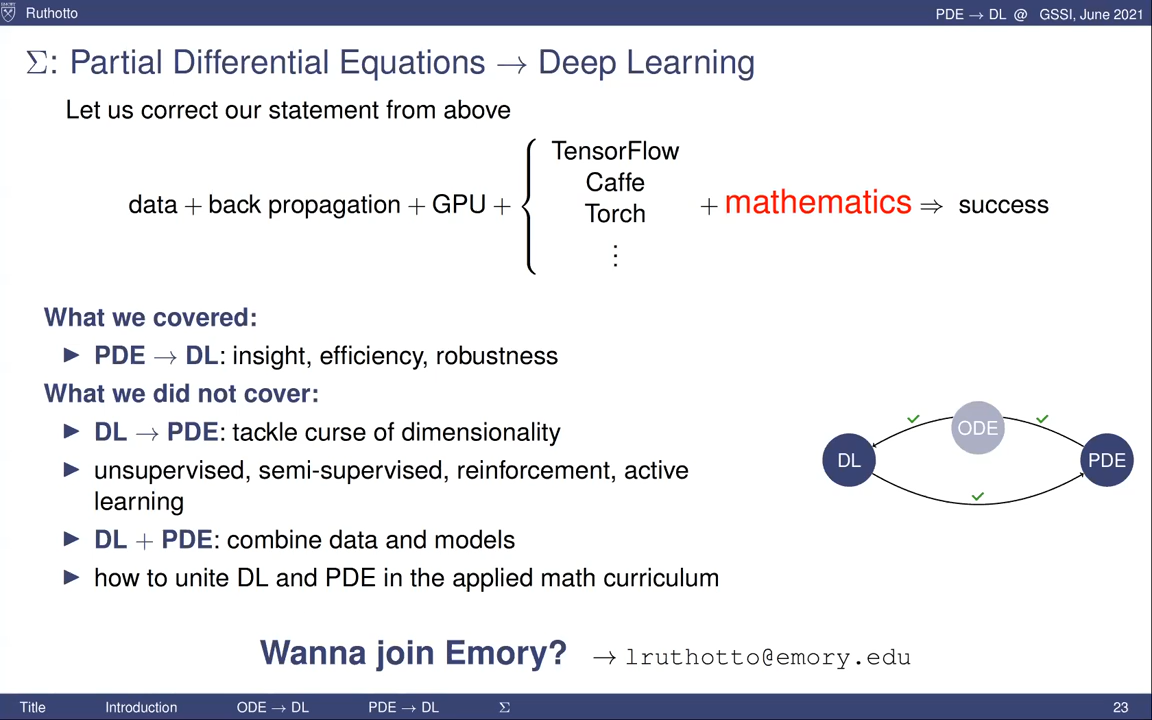 Ruthotto
PDE → DL @ GSSI, June 2021
Σ: Partial Differential Equations → Deep Learning
Let us correct our statement from above
data + back propagation + GPU + { TensorFlow
Caffe
Torch
⋮
+ mathematics ⇒ success
What we covered:
▶ PDE → DL: insight, efficiency, robustness
What we did not cover:
▶ DL → PDE: tackle curse of dimensionality
▶ unsupervised, semi-supervised, reinforcement, active
learning
▶ DL + PDE: combine data and models
▶ how to unite DL and PDE in the applied math curriculum
ODE
DL
PDE
Wanna join Emory? → lruthotto@emory.edu
Title Introduction ODE → DL PDE → DL Σ 23